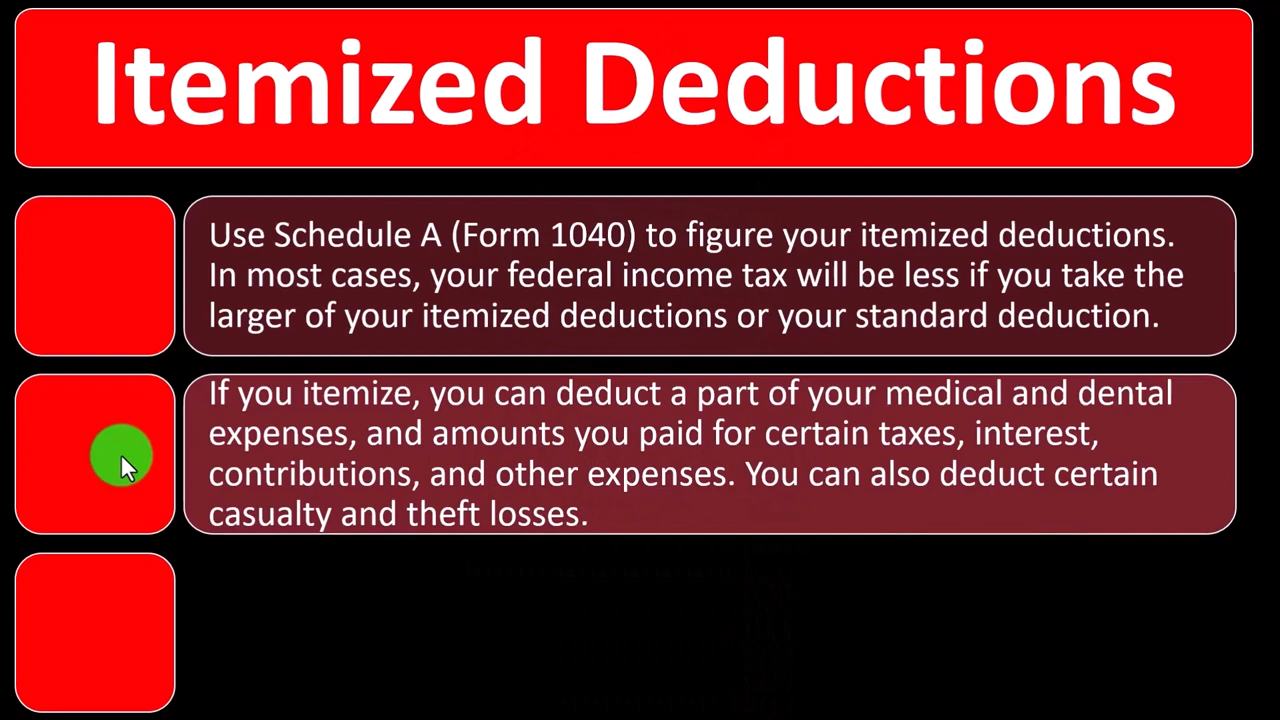 Itemized Deductions
Use Schedule A (Form 1040) to figure your itemized deductions.
In most cases, your federal income tax will be less if you take the
larger of your itemized deductions or your standard deduction.
If you itemize, you can deduct a part of your medical and dental
expenses, and amounts you paid for certain taxes, interest,
contributions, and other expenses. You can also deduct certain
casualty and theft losses.